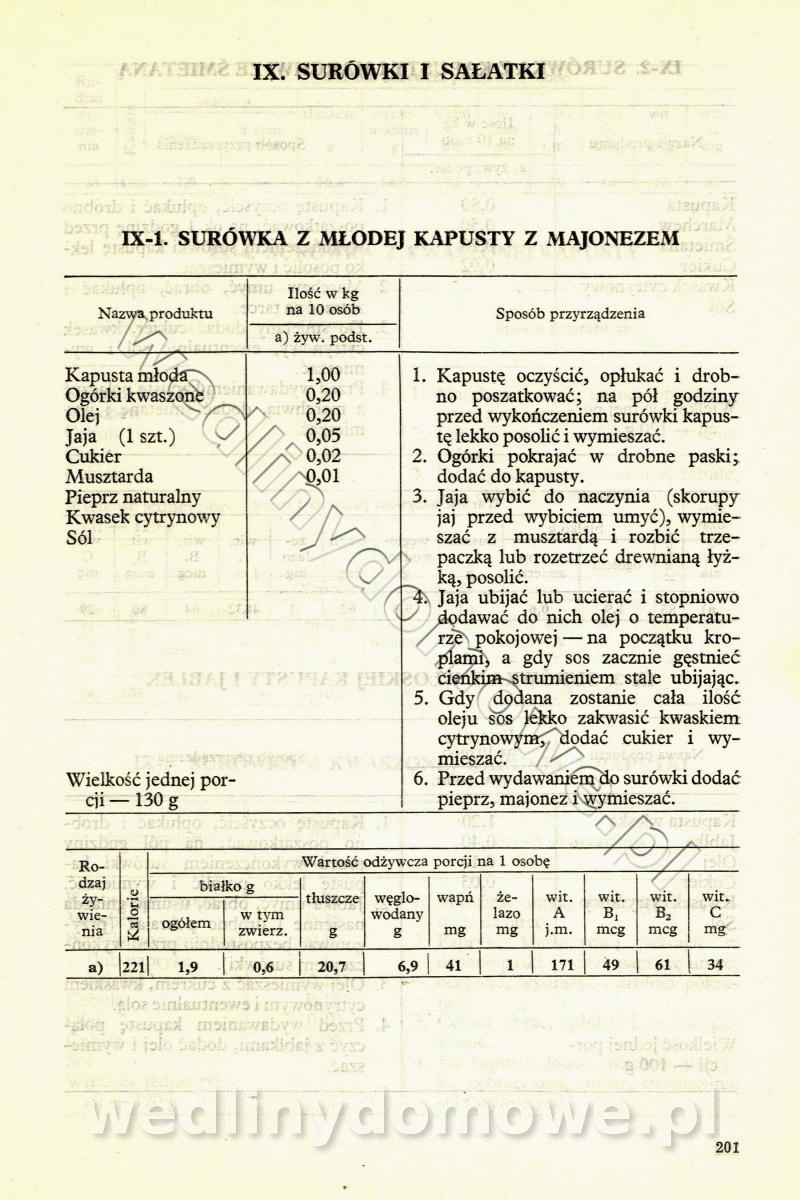 IX. SURÓWKI I SAŁATKI
IX-1. SURÓWKA Z MŁODEJ KAPUSTY Z MAJONEZEM
Nazwa produktu
Ilość w kg
na 10 osób
a) żyw. podst.
Sposób przyrządzenia
Kapusta młoda 1,00
Ogórki kwaszone 0,20
Olej 0,20
Jaja (1 szt.) 0,05
Cukier 0,02
Musztarda 0,01
Pieprz naturalny
Kwasek cytrynowy
Sól
Wielkość jednej por-
cji — 130 g
1. Kapustę oczyścić, opłukać i drob-
no poszatkować; na pół godziny
przed wykończeniem surówki kapus-
tę lekko posolić i wymieszać.
2. Ogórki pokrajać w drobne paski;
dodać do kapusty.
3. Jaja wybić do naczynia (skorupy
jaj przed wybiciem umyć), wymie-
szać z musztardą i rozbić trze-
paczką lub rozetrzeć drewnianą łyż-
ką, posolić.
4. Jaja ubijać lub ucierać i stopniowo
dodawać do nich olej o temperatu-
rze pokojowej — na początku kro-
plami, a gdy sos zacznie gęstnieć
cienkim strumieniem stale ubijając.
5. Gdy dodana zostanie cała ilość
oleju sos lekko zakwasić kwaskiem
cytrynowym, dodać cukier i wy-
mieszać.
6. Przed wydawaniem do surówki dodać
pieprz, majonez i wymieszać.
Ro-
dzaj
ży-
wie-
nia
Kalorie
Wartość odżywcza porcji na 1 osobę
białko g
ogółem
w tym
zwierz.
tłuszcze
g
węglo-
wodany
g
wapń
mg
że-
lazo
mg
wit.
A
j.m.
wit.
B₁
mcg
wit.
B₂
mcg
wit.
C
mg
a) 221 1,9 0,6 20,7 6,9 41 1 171 49 61 34
wedlinydomowe.pl
201